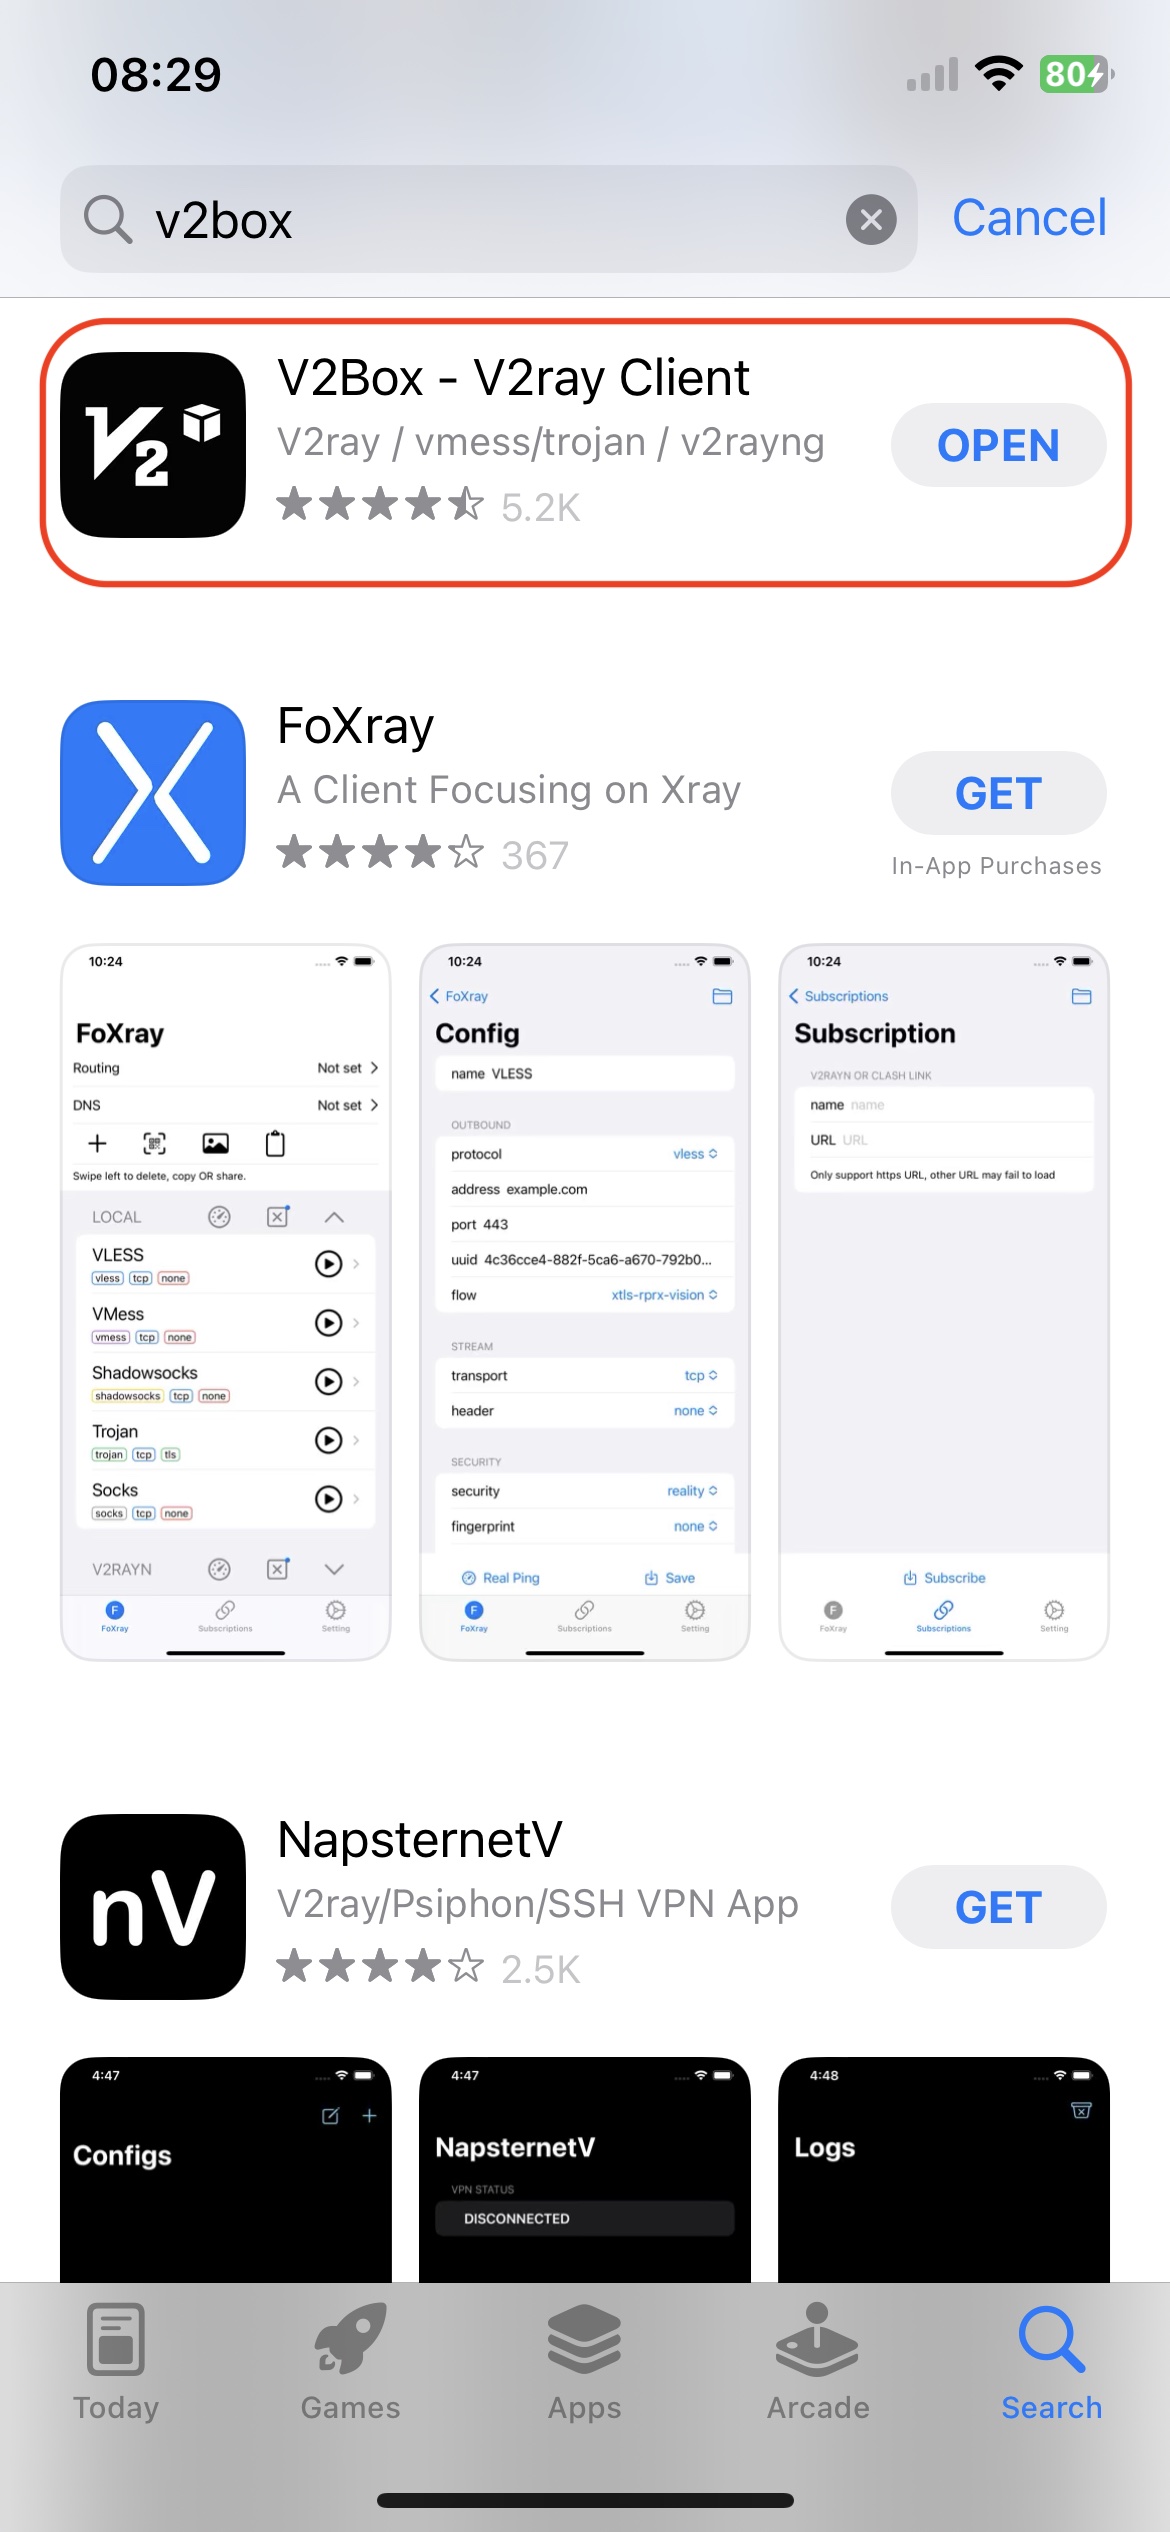 08:29
80
v2box
Cancel
V2
V2Box - V2ray Client
V2ray / vmess/trojan / v2rayng
5.2K
OPEN
X
FoXray
A Client Focusing on Xray
367
GET
In-App Purchases
10:24
FoXray
Routing Not set
DNS Not set
Swipe left to delete, copy OR share.
LOCAL
VLESS
vless tcp none
VMess
vmess tcp none
Shadowsocks
shadowsocks tcp none
Trojan
trojan tcp tls
Socks
socks tcp none
V2RAYN
F
FoXray Subscriptions Setting
10:24
FoXray
Config
name VLESS
OUTBOUND
protocol vless
address example.com
port 443
uuid 4c36cce4-882f-5ca6-a670-792b0...
flow xtls-rprx-vision
STREAM
transport tcp
header none
SECURITY
security reality
fingerprint none
Real Ping Save
F
FoXray Subscriptions Setting
10:24
Subscriptions
Subscription
V2RAYN OR CLASH LINK
name name
URL URL
Only support https URL, other URL may fail to load
Subscribe
F
FoXray Subscriptions Setting
nV
NapsternetV
V2ray/Psiphon/SSH VPN App
2.5K
GET
4:47
Configs
4:47
NapsternetV
VPN STATUS
DISCONNECTED
4:48
Logs
Today Games Apps Arcade Search